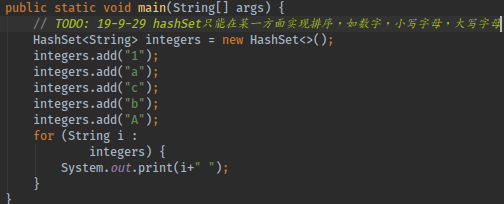 public static void main(String[] args) {
// TODO: 19-9-29 hashSet只能在某一方面实现排序，如数字，小写字母，大写字母
HashSet<String> integers = new HashSet<>();
integers.add("1");
integers.add("a");
integers.add("c");
integers.add("b");
integers.add("A");
for (String i :
integers) {
System.out.print(i+" ");
}
}